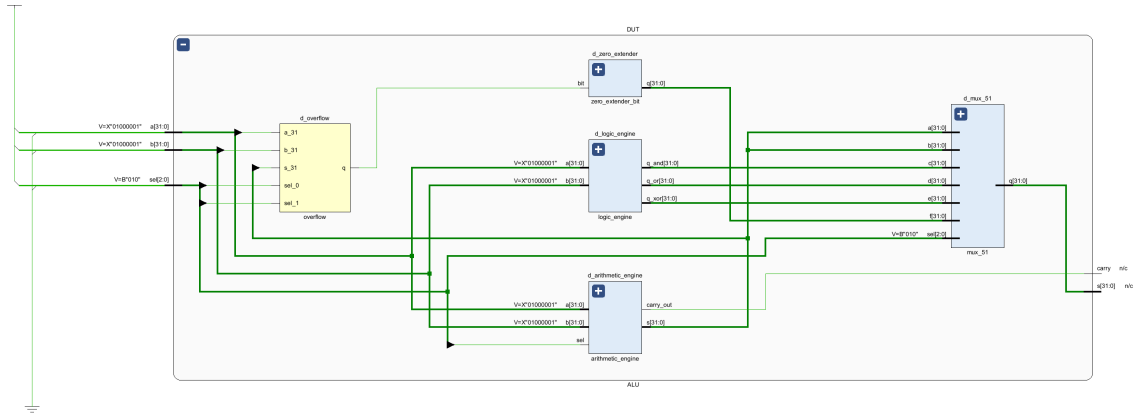 DUT
d_zero_extender
bit q[31:0]
zero_extender_bit
d_mux_51
d_overflow
V=X"01000001" a[31:0]
a_31
a[31:0]
d_logic_engine
V=X"01000001" b[31:0]
b_31
b[31:0]
s_31 q
V=X"01000001" a[31:0] q_and[31:0]
c[31:0]
V=B"010" sel[2:0]
sel_0
V=X"01000001" b[31:0] q_or[31:0]
d[31:0] q[31:0]
sel_1
q_xor[31:0]
e[31:0]
overflow
logic_engine
f[31:0]
V=B"010" sel[2:0]
mux_51
d_arithmetic_engine
carry n/c
s[31:0] n/c
V=X"01000001" a[31:0] carry_out
V=X"01000001" b[31:0] s[31:0]
sel
arithmetic_engine
ALU